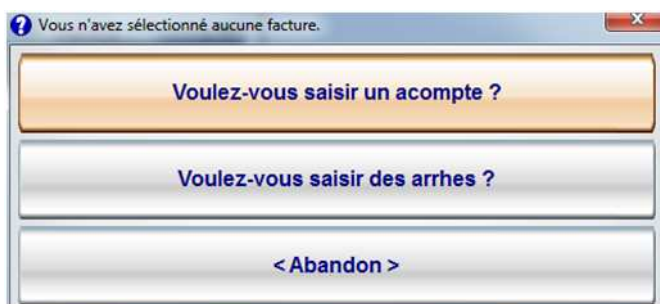 Vous n'avez sélectionné aucune facture.
Voulez-vous saisir un acompte ?
Voulez-vous saisir des arrhes ?
< Abandon >